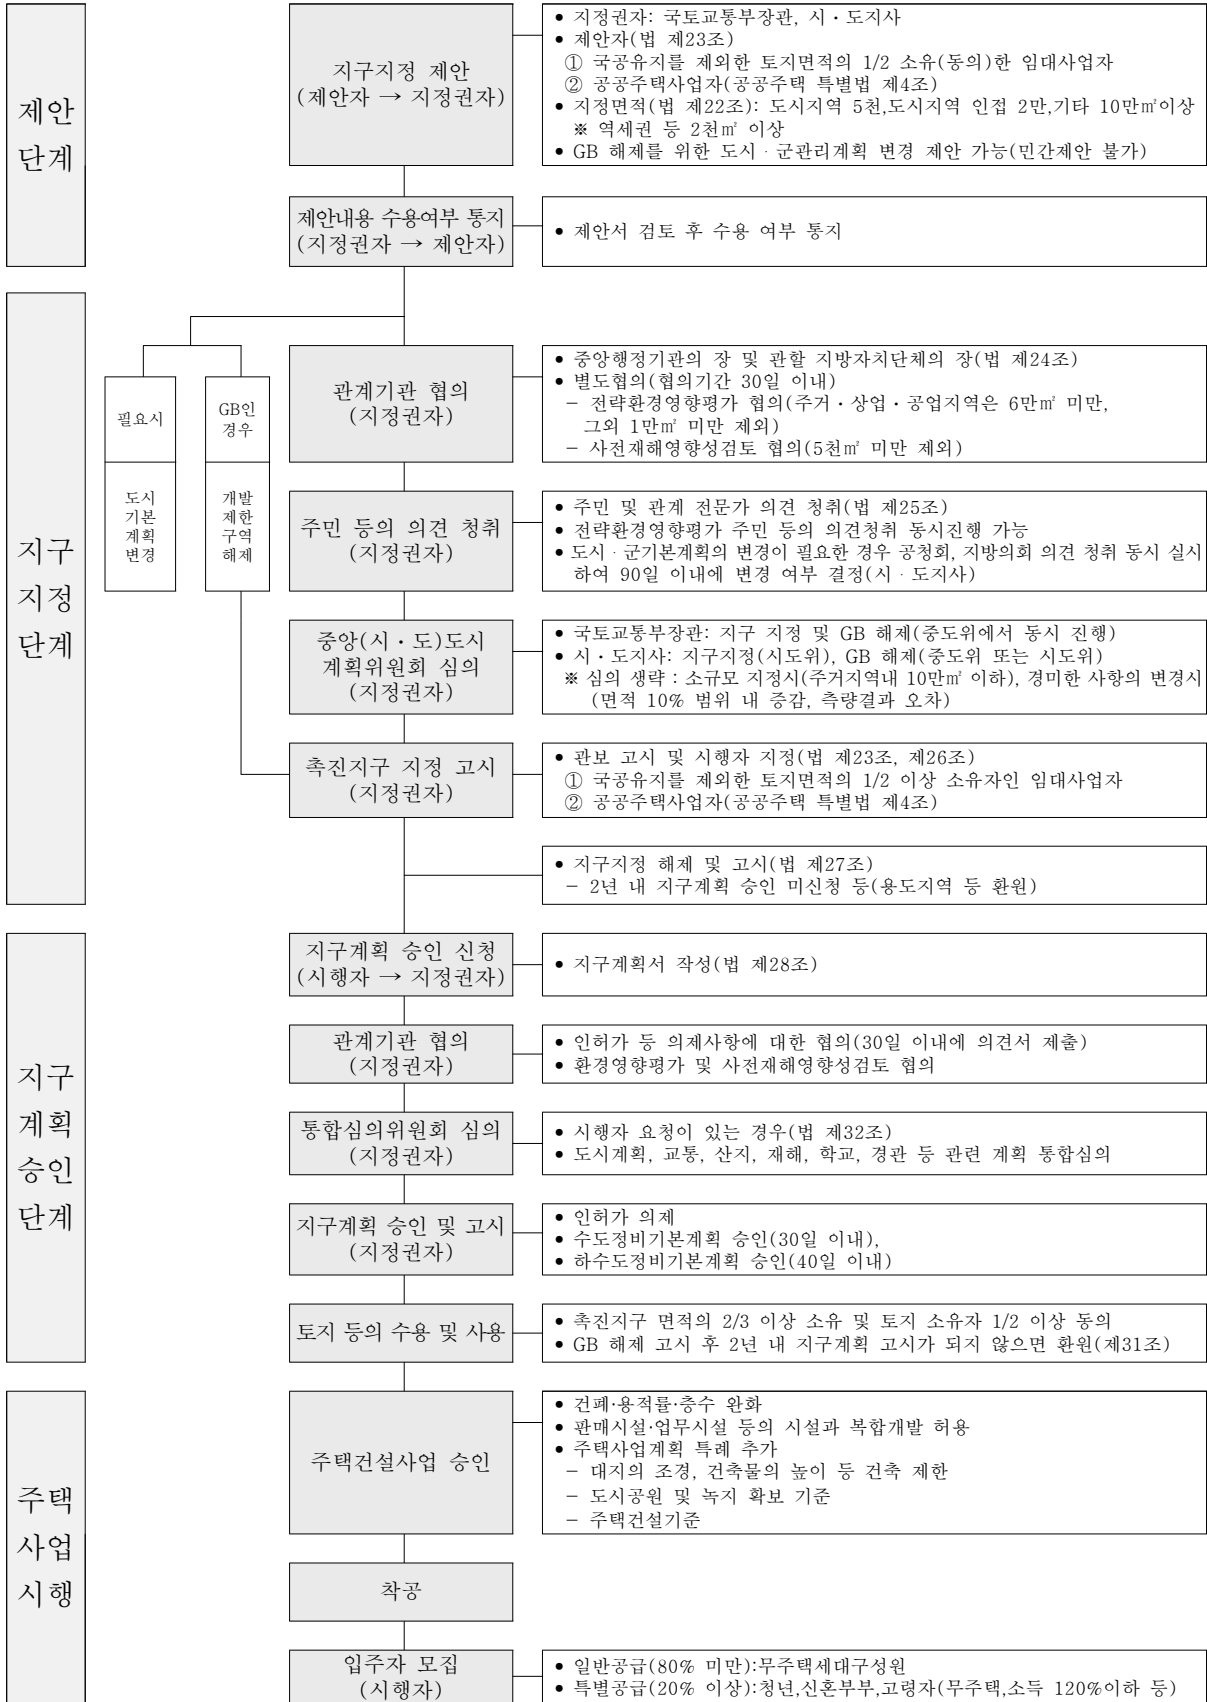 제안
단계
지구지정 제안
(제안자 → 지정권자)
• 지정권자: 국토교통부장관, 시・도지사
• 제안자(법 제23조)
① 국공유지를 제외한 토지면적의 1/2 소유(동의)한 임대사업자
② 공공주택사업자(공공주택 특별법 제4조)
• 지정면적(법 제22조): 도시지역 5천,도시지역 인접 2만,기타 10만㎡이상
※ 역세권 등 2천㎡ 이상
• GB 해제를 위한 도시ㆍ군관리계획 변경 제안 가능(민간제안 불가)
제안내용 수용여부 통지
(지정권자 → 제안자)
• 제안서 검토 후 수용 여부 통지
지구
지정
단계
필요시
도시
기본
계획
변경
GB인
경우
개발
제한
구역
해제
관계기관 협의
(지정권자)
• 중앙행정기관의 장 및 관할 지방자치단체의 장(법 제24조)
• 별도협의(협의기간 30일 이내)
– 전략환경영향평가 협의(주거・상업・공업지역은 6만㎡ 미만,
그외 1만㎡ 미만 제외)
– 사전재해영향성검토 협의(5천㎡ 미만 제외)
주민 등의 의견 청취
(지정권자)
• 주민 및 관계 전문가 의견 청취(법 제25조)
• 전략환경영향평가 주민 등의 의견청취 동시진행 가능
• 도시ㆍ군기본계획의 변경이 필요한 경우 공청회, 지방의회 의견 청취 동시 실시
하여 90일 이내에 변경 여부 결정(시ㆍ도지사)
중앙(시・도)도시
계획위원회 심의
(지정권자)
• 국토교통부장관: 지구 지정 및 GB 해제(중도위에서 동시 진행)
• 시・도지사: 지구지정(시도위), GB 해제(중도위 또는 시도위)
※ 심의 생략 : 소규모 지정시(주거지역내 10만㎡ 이하), 경미한 사항의 변경시
(면적 10% 범위 내 증감, 측량결과 오차)
촉진지구 지정 고시
(지정권자)
• 관보 고시 및 시행자 지정(법 제23조, 제26조)
① 국공유지를 제외한 토지면적의 1/2 이상 소유자인 임대사업자
② 공공주택사업자(공공주택 특별법 제4조)
• 지구지정 해제 및 고시(법 제27조)
– 2년 내 지구계획 승인 미신청 등(용도지역 등 환원)
지구
계획
승인
단계
지구계획 승인 신청
(시행자 → 지정권자)
• 지구계획서 작성(법 제28조)
관계기관 협의
(지정권자)
• 인허가 등 의제사항에 대한 협의(30일 이내에 의견서 제출)
• 환경영향평가 및 사전재해영향성검토 협의
통합심의위원회 심의
(지정권자)
• 시행자 요청이 있는 경우(법 제32조)
• 도시계획, 교통, 산지, 재해, 학교, 경관 등 관련 계획 통합심의
지구계획 승인 및 고시
(지정권자)
• 인허가 의제
• 수도정비기본계획 승인(30일 이내),
• 하수도정비기본계획 승인(40일 이내)
토지 등의 수용 및 사용
• 촉진지구 면적의 2/3 이상 소유 및 토지 소유자 1/2 이상 동의
• GB 해제 고시 후 2년 내 지구계획 고시가 되지 않으면 환원(제31조)
주택
사업
시행
주택건설사업 승인
• 건폐·용적률·층수 완화
• 판매시설·업무시설 등의 시설과 복합개발 허용
• 주택사업계획 특례 추가
– 대지의 조경, 건축물의 높이 등 건축 제한
– 도시공원 및 녹지 확보 기준
– 주택건설기준
착공
입주자 모집
(시행자)
• 일반공급(80% 미만):무주택세대구성원
• 특별공급(20% 이상):청년,신혼부부,고령자(무주택,소득 120%이하 등)